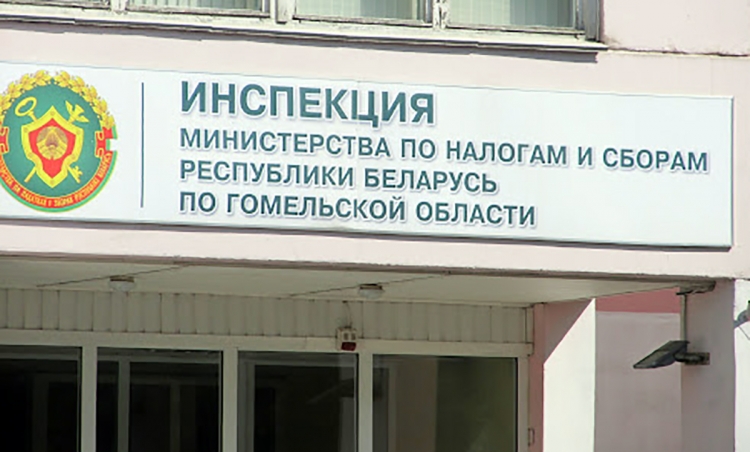 ИНСПЕКЦИЯ
МИНИСТЕРСТВА ПО НАЛОГАМ И СБОРАМ
РЕСПУБЛИКИ БЕЛАРУСЬ
ПО ГОМЕЛЬСКОЙ ОБЛАСТИ